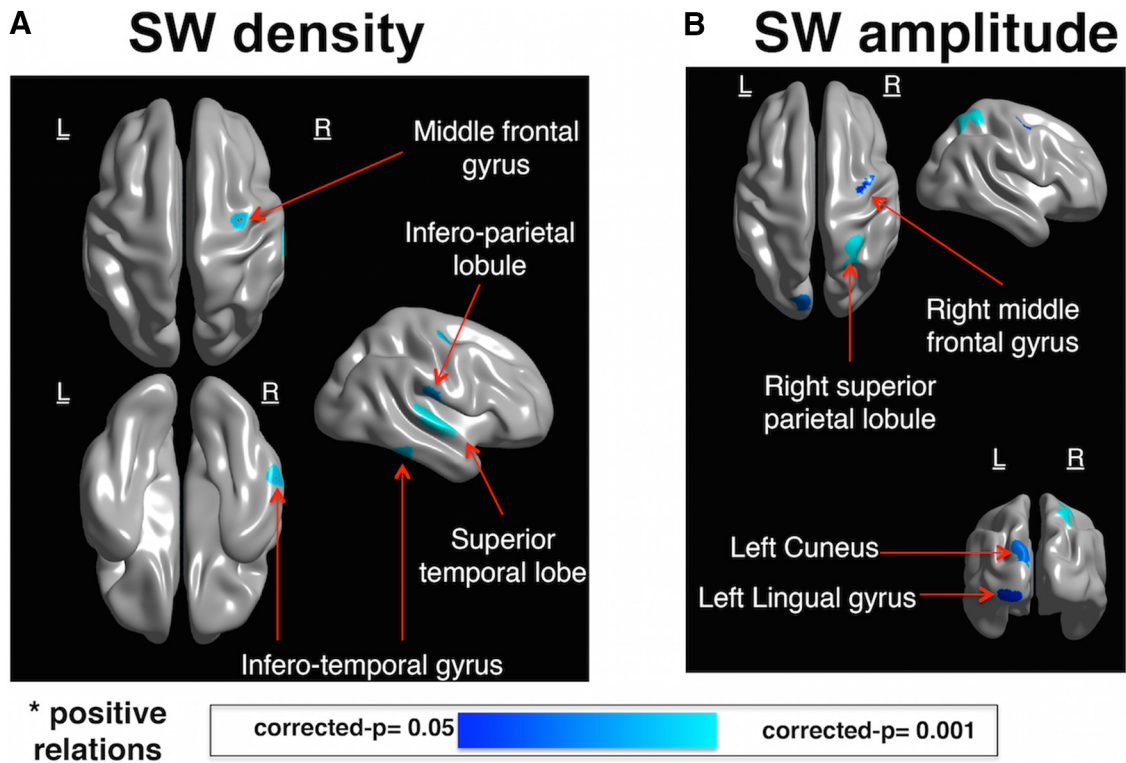 A
SW density
L
R
Middle frontal
gyrus
Infero-parietal
lobule
L
R
Superior
temporal lobe
Infero-temporal gyrus
B
SW amplitude
L
R
Right middle
frontal gyrus
Right superior
parietal lobule
L
R
Left Cuneus
Left Lingual gyrus
* positive
relations
corrected-p= 0.05
corrected-p= 0.001